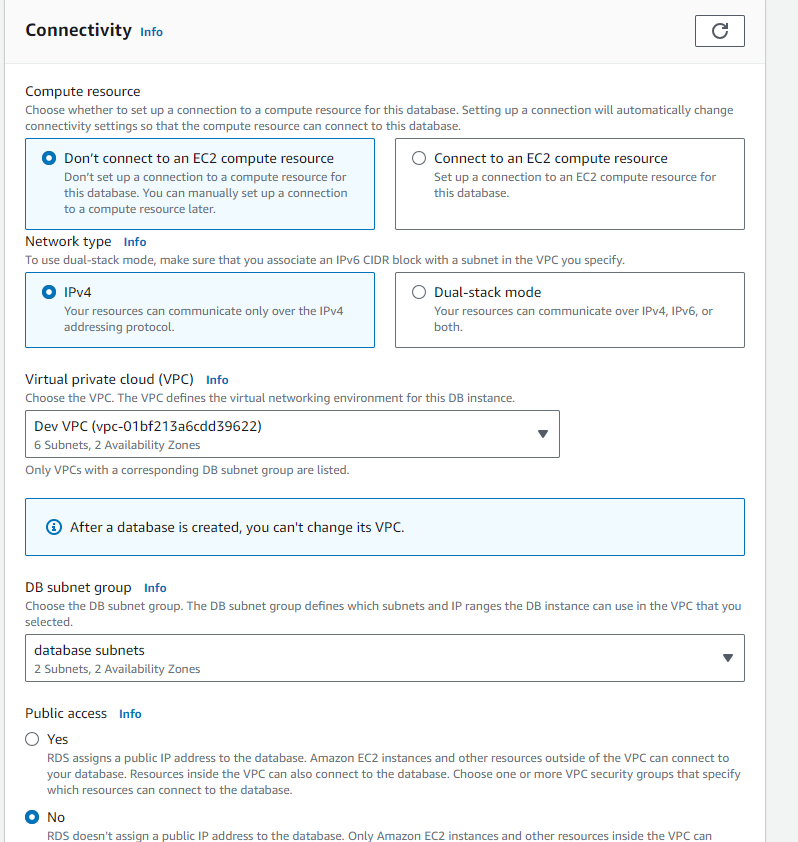 Connectivity Info
Compute resource
Choose whether to set up a connection to a compute resource for this database. Setting up a connection will automatically change
connectivity settings so that the compute resource can connect to this database.
Don't connect to an EC2 compute resource
Don't set up a connection to a compute resource for
this database. You can manually set up a connection
to a compute resource later.
Connect to an EC2 compute resource
Set up a connection to an EC2 compute resource for
this database.
Network type Info
To use dual-stack mode, make sure that you associate an IPv6 CIDR block with a subnet in the VPC you specify.
IPv4
Your resources can communicate only over the IPv4
addressing protocol.
Dual-stack mode
Your resources can communicate over IPv4, IPv6, or
both.
Virtual private cloud (VPC) Info
Choose the VPC. The VPC defines the virtual networking environment for this DB instance.
Dev VPC (vpc-01bf213a6cdd39622)
6 Subnets, 2 Availability Zones
Only VPCs with a corresponding DB subnet group are listed.
After a database is created, you can't change its VPC.
DB subnet group Info
Choose the DB subnet group. The DB subnet group defines which subnets and IP ranges the DB instance can use in the VPC that you
selected.
database subnets
2 Subnets, 2 Availability Zones
Public access Info
Yes
RDS assigns a public IP address to the database. Amazon EC2 instances and other resources outside of the VPC can connect to
your database. Resources inside the VPC can also connect to the database. Choose one or more VPC security groups that specify
which resources can connect to the database.
No
RDS doesn't assign a public IP address to the database. Only Amazon EC2 instances and other resources inside the VPC can